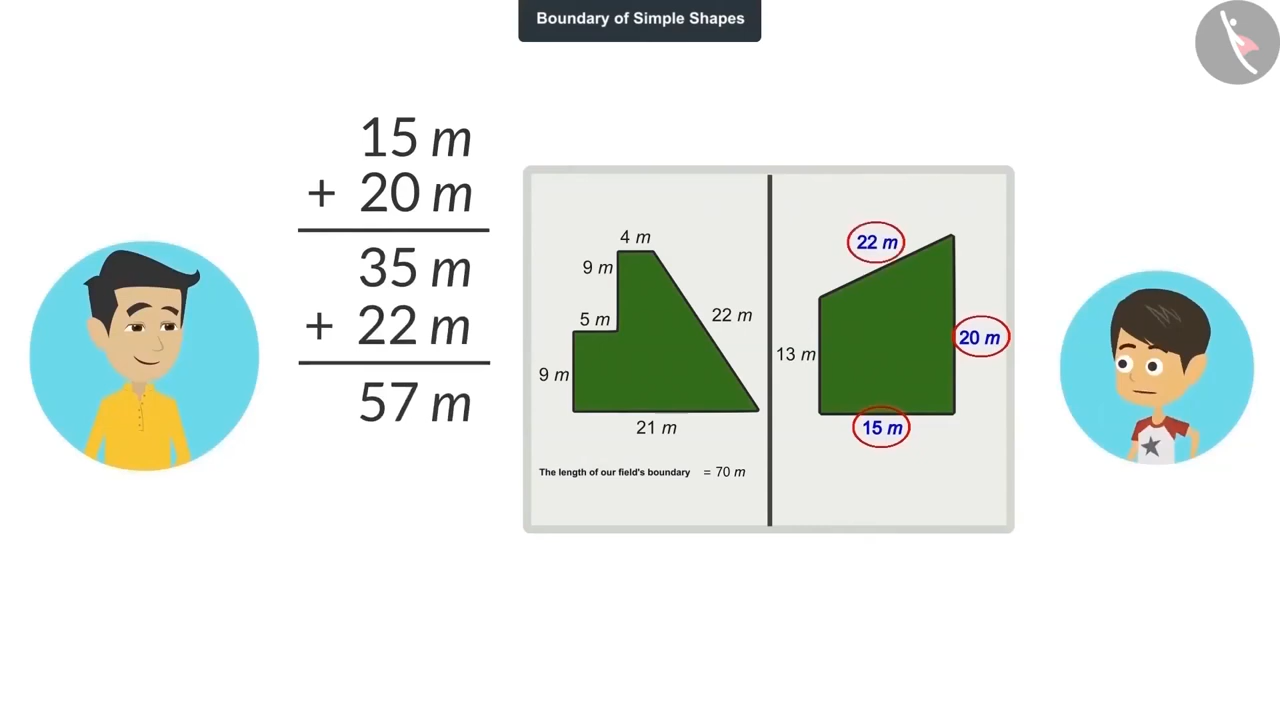 Boundary of Simple Shapes
15 m
+ 20 m
35 m
+ 22 m
57 m
4 m
9 m
5 m
22 m
9 m
21 m
The length of our field's boundary = 70 m
22 m
20 m
13 m
15 m